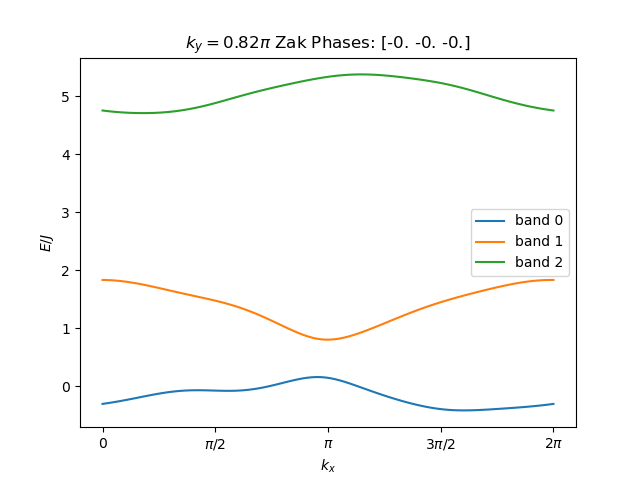 k_y = 0.82π Zak Phases: [-0. -0. -0.]
5
4
3
2
1
0
E/J
band 0
band 1
band 2
0
π/2
π
3π/2
2π
k_x